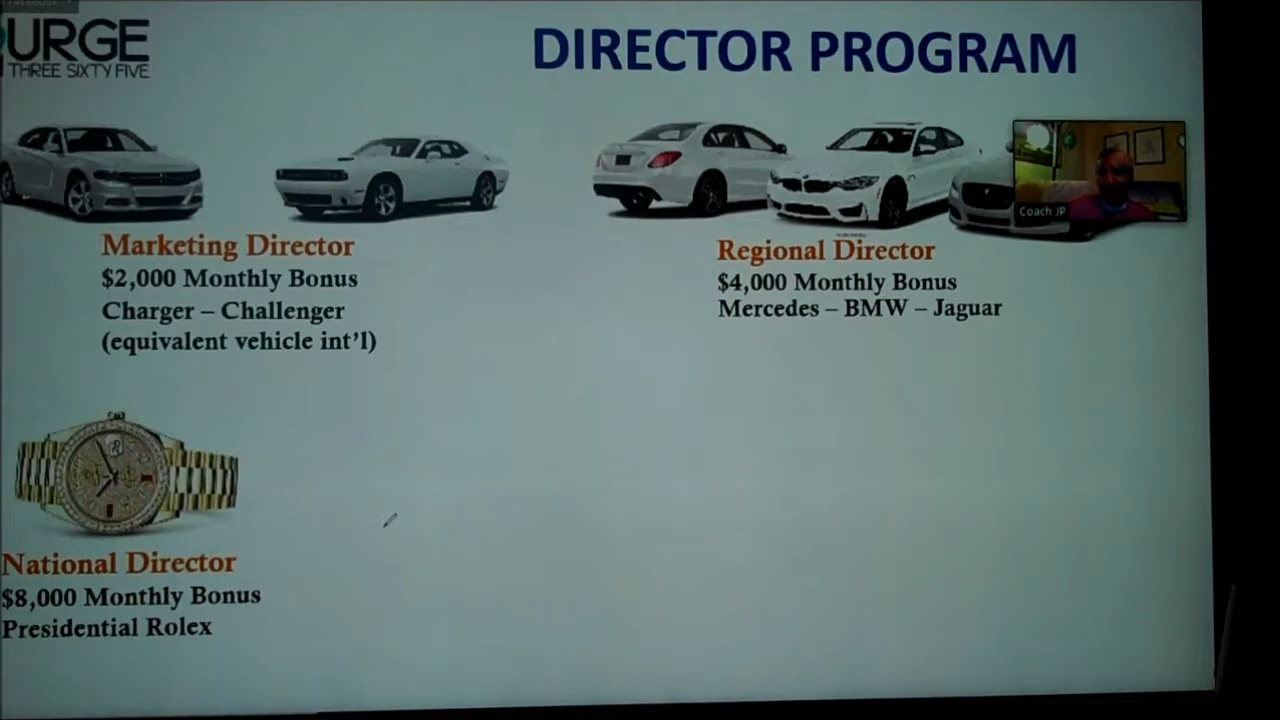 URGE
THREE SIXTY FIVE
DIRECTOR PROGRAM
Coach JP
Marketing Director
$2,000 Monthly Bonus
Charger – Challenger
(equivalent vehicle int'l)
Regional Director
$4,000 Monthly Bonus
Mercedes – BMW – Jaguar
National Director
$8,000 Monthly Bonus
Presidential Rolex